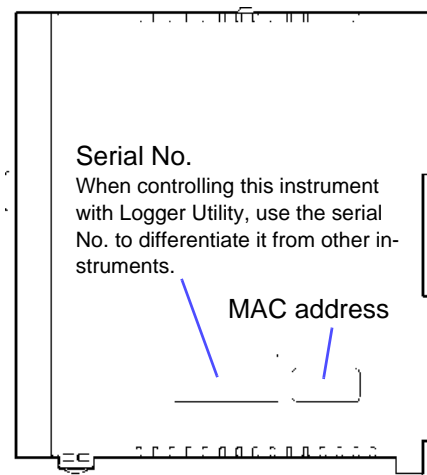 Serial No.
When controlling this instrument
with Logger Utility, use the serial
No. to differentiate it from other in-
struments.
MAC address